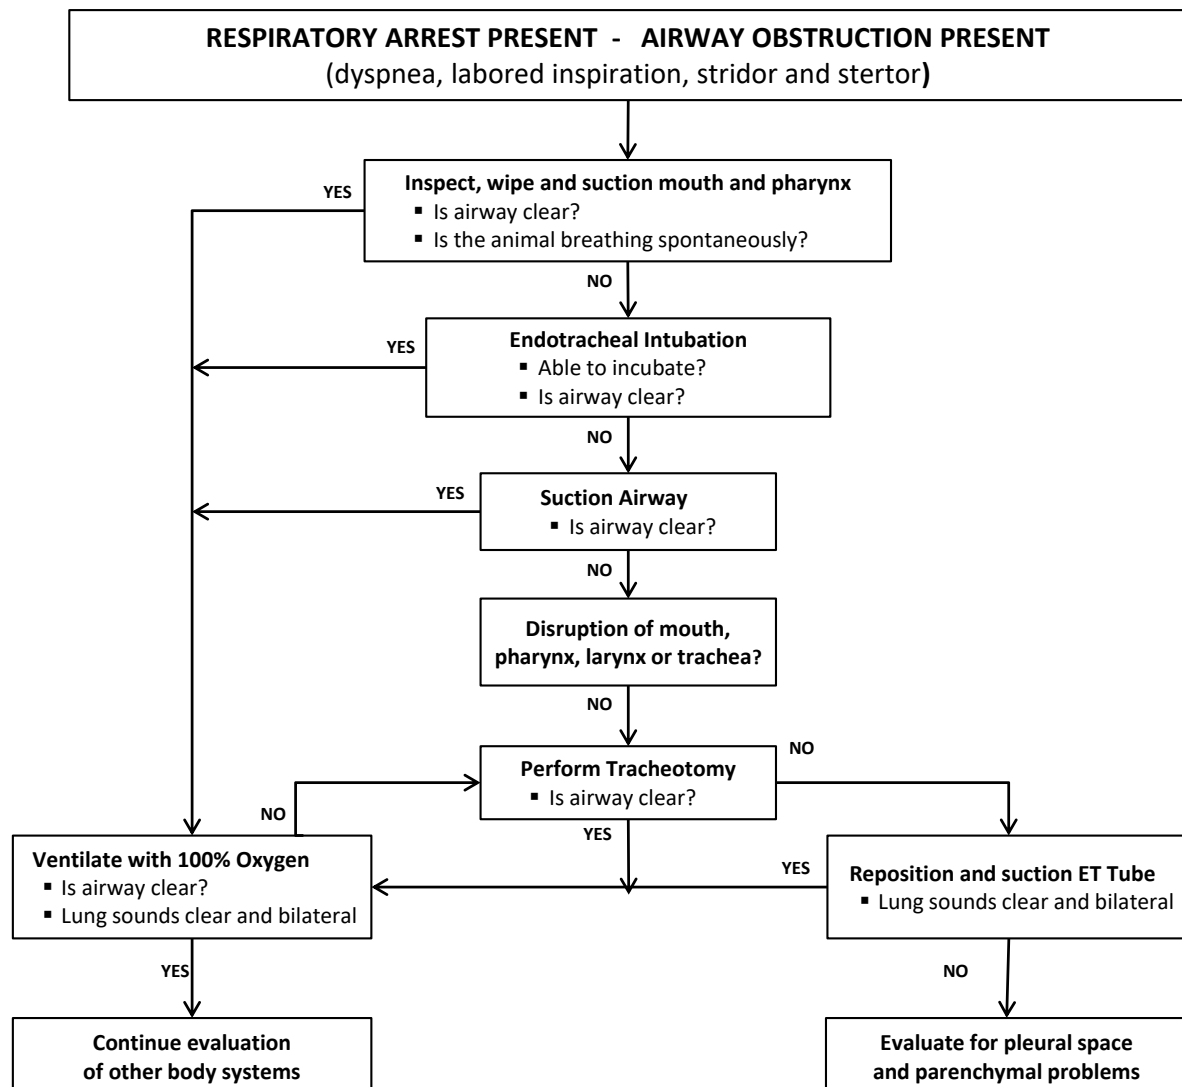 RESPIRATORY ARREST PRESENT - AIRWAY OBSTRUCTION PRESENT
(dyspnea, labored inspiration, stridor and stertor)
YES
Inspect, wipe and suction mouth and pharynx
▪ Is airway clear?
▪ Is the animal breathing spontaneously?
NO
YES
Endotracheal Intubation
▪ Able to incubate?
▪ Is airway clear?
NO
YES
Suction Airway
▪ Is airway clear?
NO
Disruption of mouth,
pharynx, larynx or trachea?
NO
Perform Tracheotomy
▪ Is airway clear?
NO
NO
YES
Ventilate with 100% Oxygen
▪ Is airway clear?
▪ Lung sounds clear and bilateral
YES
Reposition and suction ET Tube
▪ Lung sounds clear and bilateral
YES
NO
Continue evaluation
of other body systems
Evaluate for pleural space
and parenchymal problems